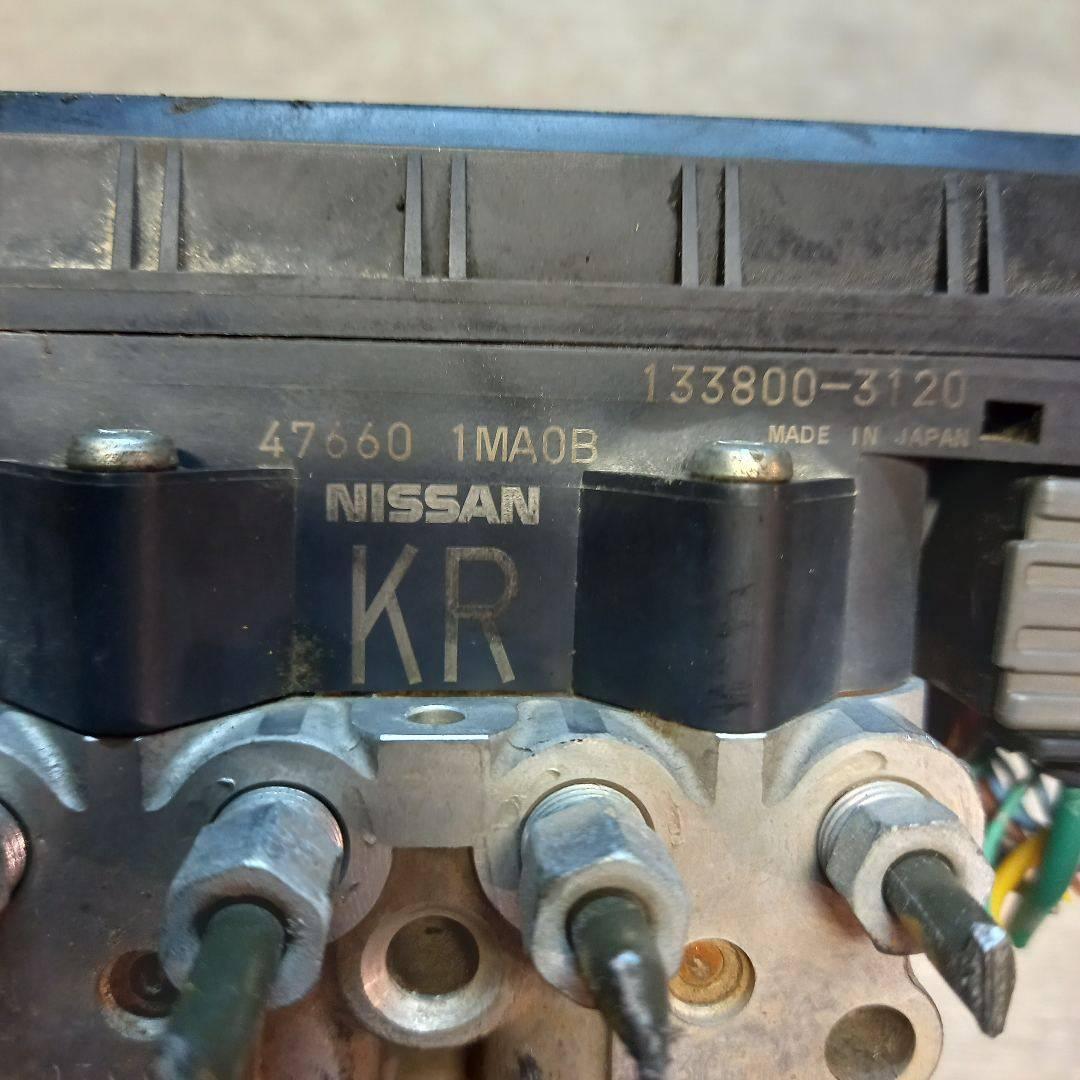 133800-3120
47660 1MA0B
MADE IN JAPAN
NISSAN
KR